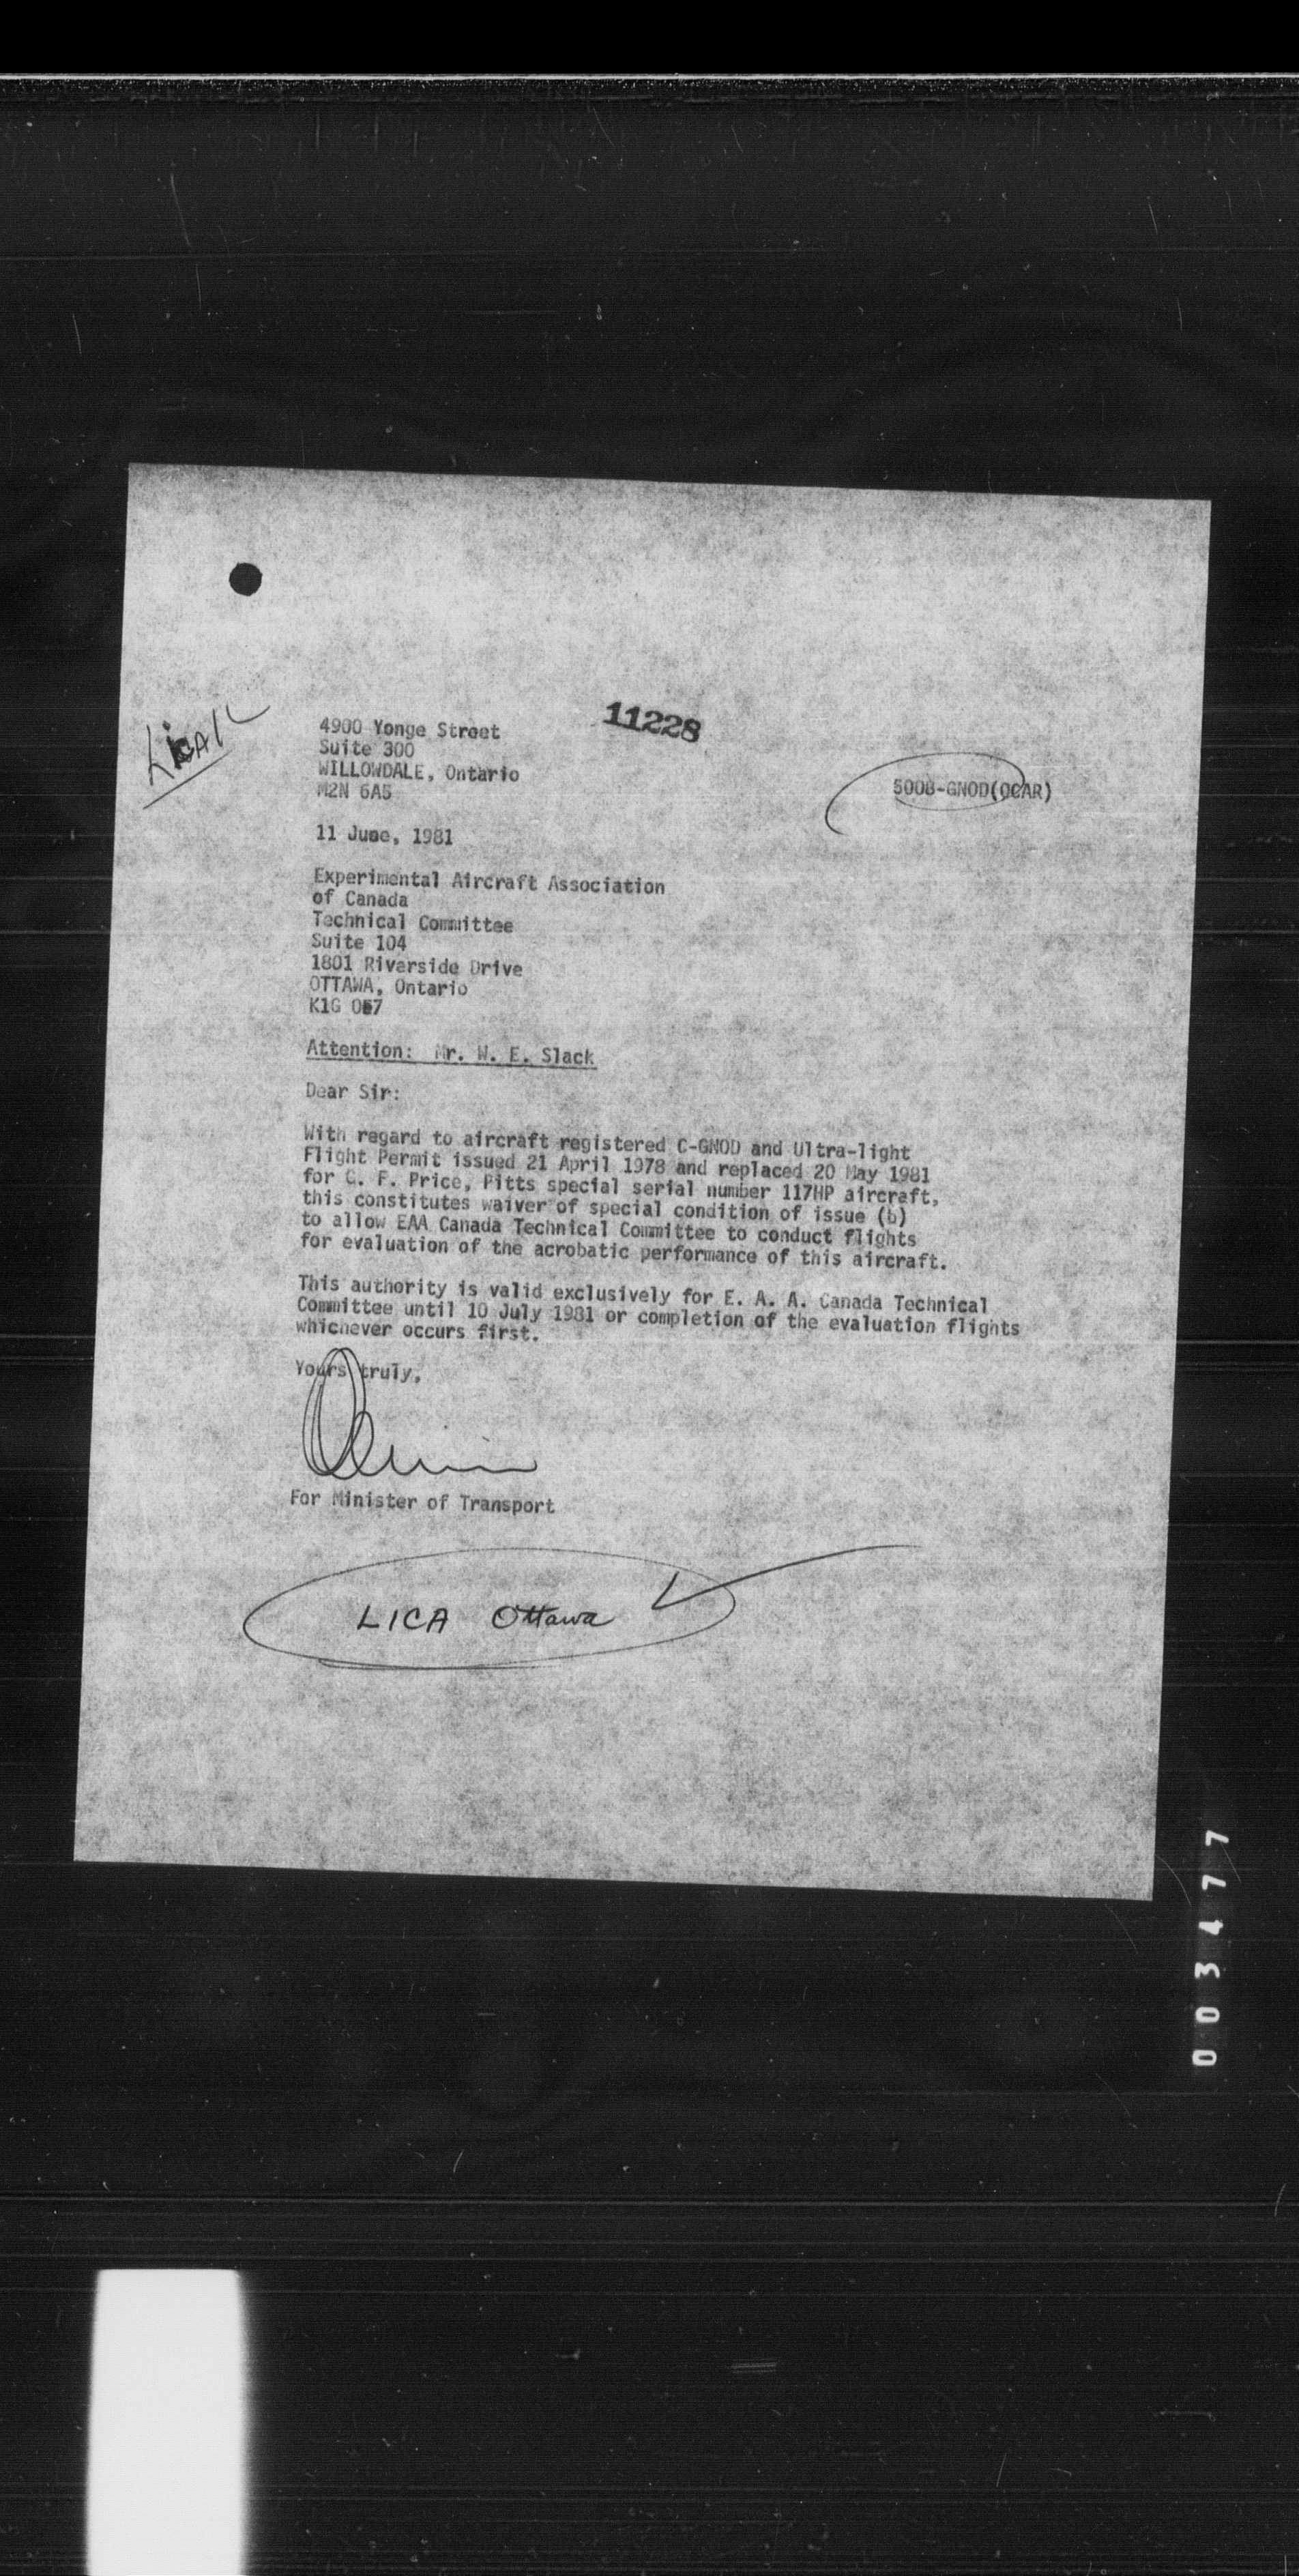 11228
4900 Yonge Street
Suite 300
WILLOWDALE, Ontario
M2N 6A5
5008-GNOD(OCAR)
11 June, 1981
Experimental Aircraft Association
of Canada
Technical Committee
Suite 104
1801 Riverside Drive
OTTAWA, Ontario
K1G
Attention: Mr. W. E. Slack
Dear Sir:
With regard to aircraft registered C-GNOD and Ultra-light
Flight Permit issued 21 April 1978 and replaced 20 May 1981
for F. Price, Pitts special serial number 117HP aircraft,
this constitutes waiver of special condition of issue (b)
to allow EAA Canada Technical Committee to conduct flights
for evaluation of the acrobatic performance of this aircraft.
This authority is valid exclusively for E. A. A. Canada Technical
Committee until 10 July 1981 or completion of the evaluation flights
whichever occurs first.
Yours truly,
For Minister of Transport
LICA Ottawa
003477